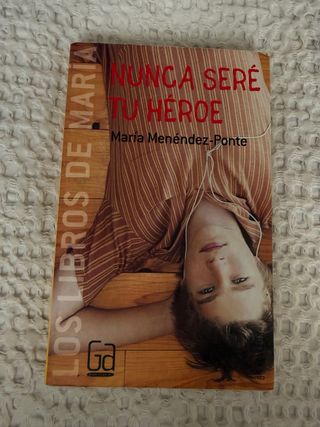 NUNCA SERÉ
TU HÉROE
María Menéndez-Ponte
LOS LIBROS DE MARÍA
Ga